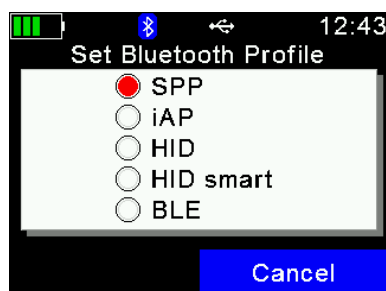 12:43
Set Bluetooth Profile
SPP
iAP
HID
HID smart
BLE
Cancel